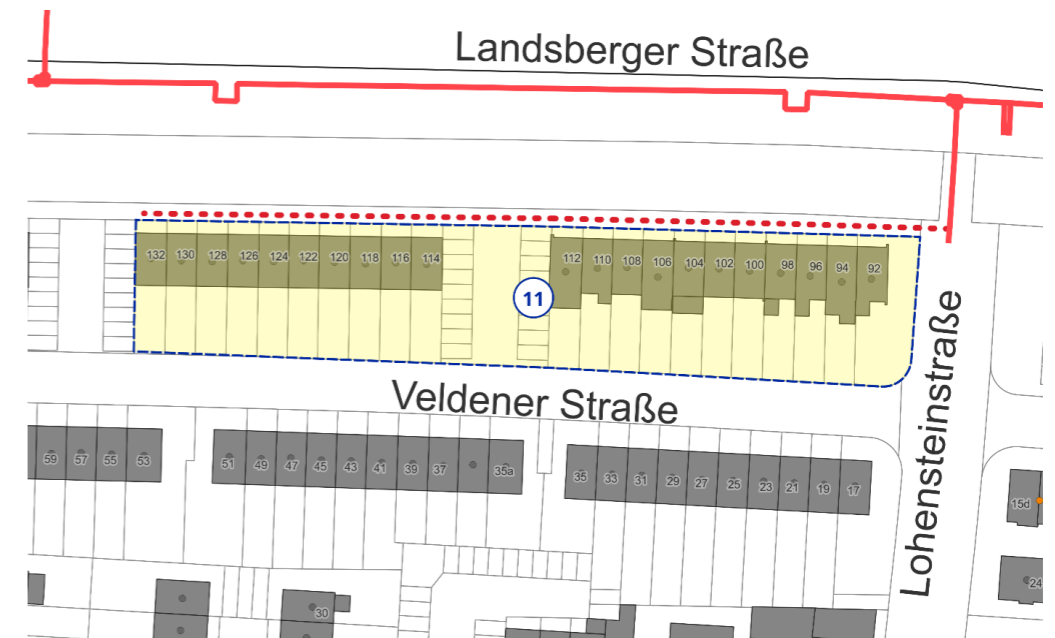 Landsberger Straße
132 130 128 126 124 122 120 118 116 114
112 110 108 106 104 102 100 98 96 94 92
11
Veldener Straße
Lohensteinstraße
59 57 55 53
51 49 47 45 43 41 39 37 35a
35 33 31 29 27 25 23 21 19 17
15d
24
30